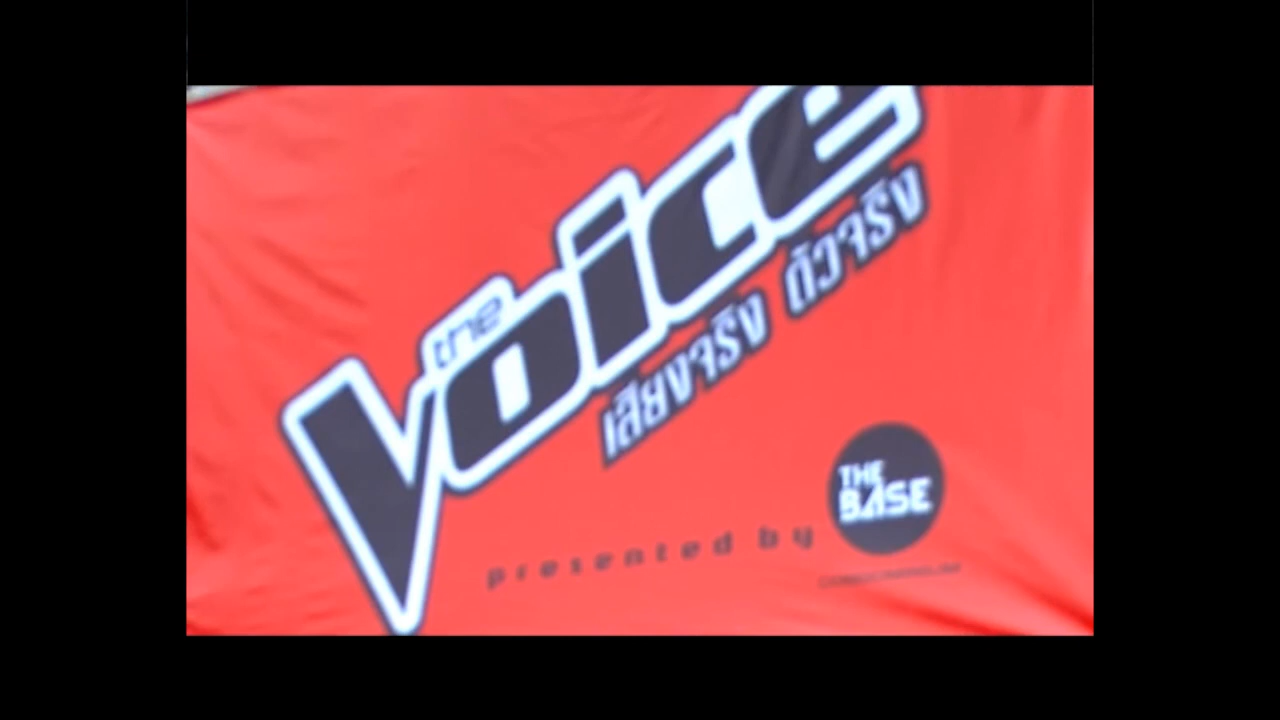 the
Voice
เสียงจริง ตัวจริง
presented by
THE
BASE